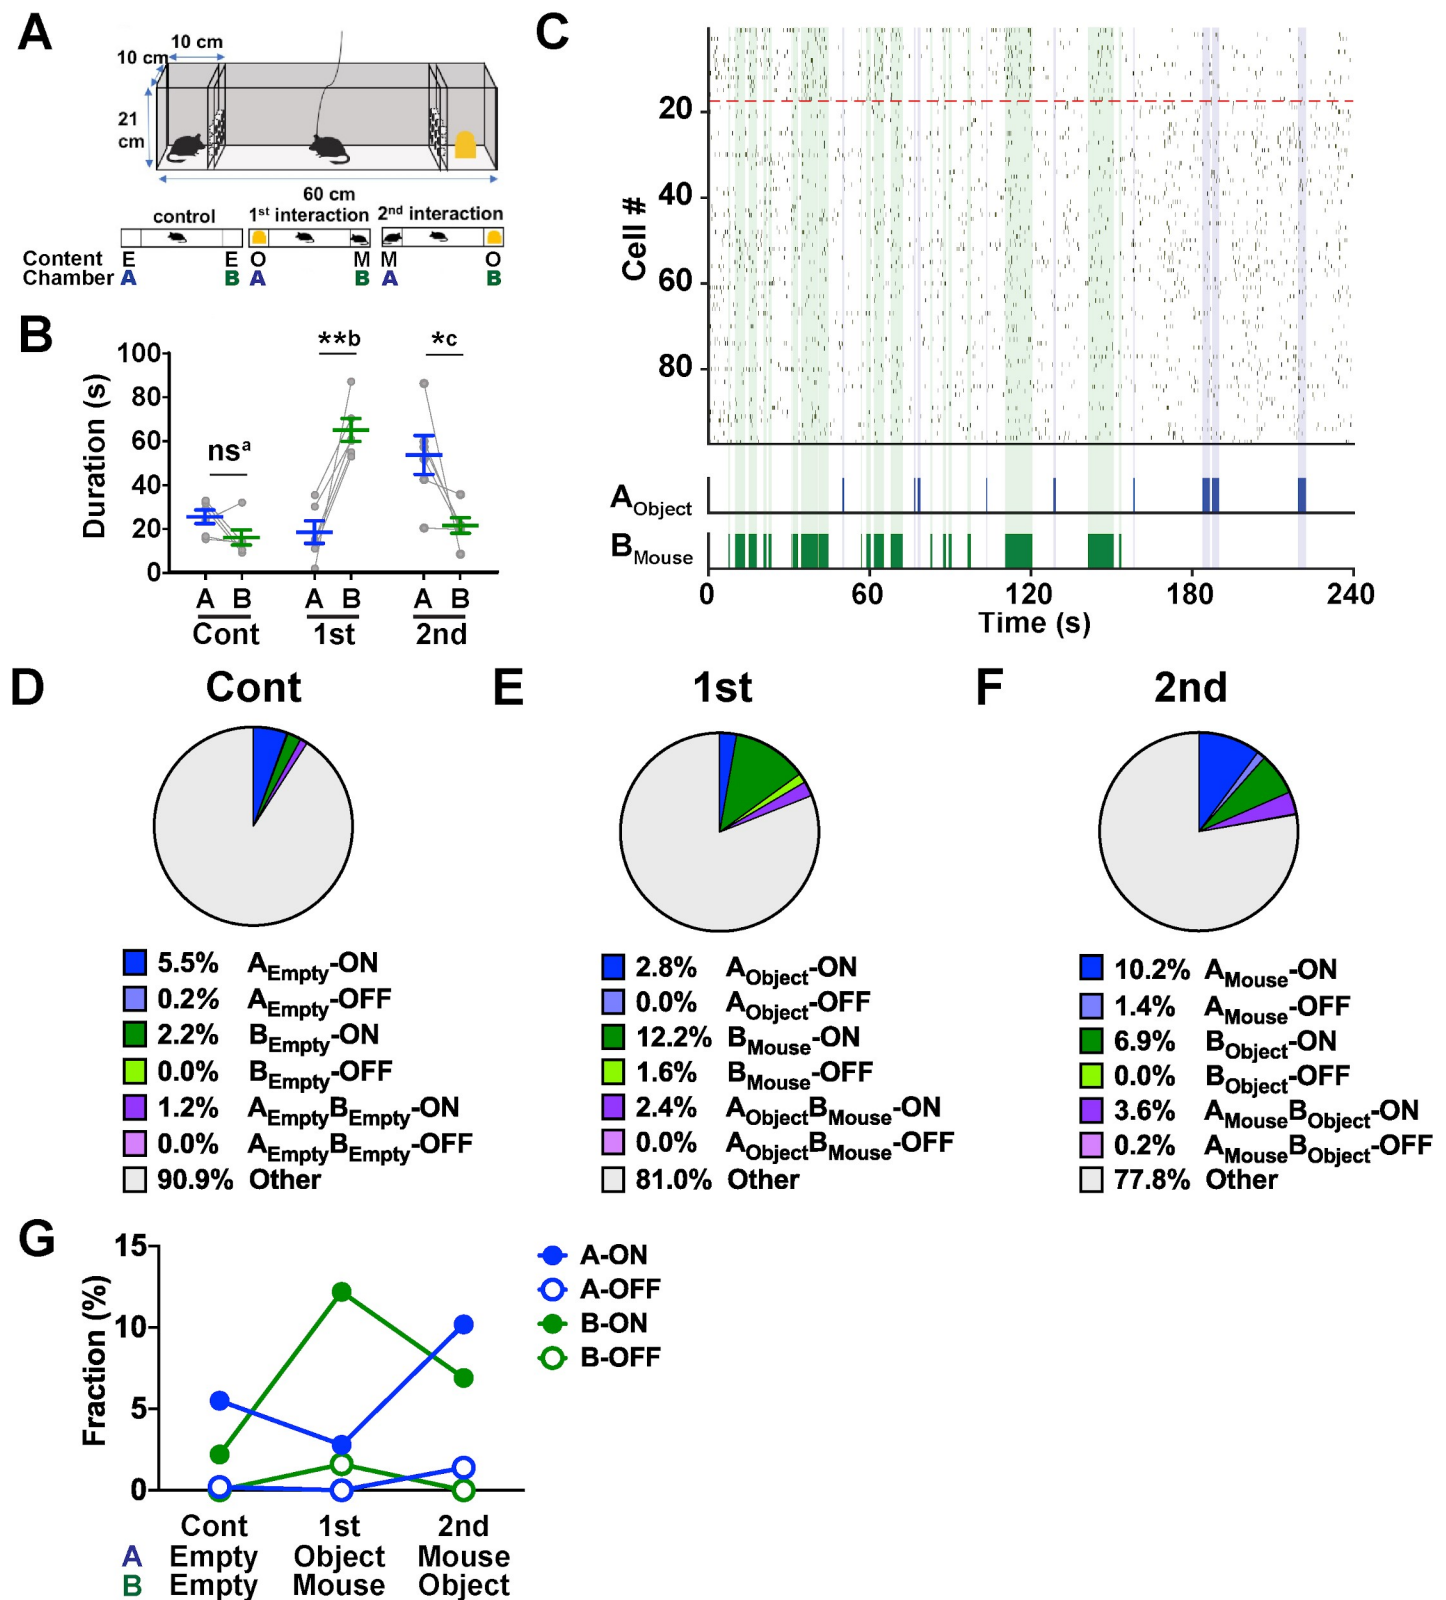 A
10 cm
10 cm
21
cm
60 cm
control
1st interaction
2nd interaction
Content E E O M M O
Chamber A B A B A B
B
Duration (s)
100
80
60
40
20
0
nsa
**b
*c
A B A B A B
Cont 1st 2nd
C
Cell #
20
40
60
80
AObject
BMouse
0 60 120 180 240
Time (s)
D Cont
5.5% AEmpty-ON
0.2% AEmpty-OFF
2.2% BEmpty-ON
0.0% BEmpty-OFF
1.2% AEmptyBEmpty-ON
0.0% AEmptyBEmpty-OFF
90.9% Other
E 1st
2.8% AObject-ON
0.0% AObject-OFF
12.2% BMouse-ON
1.6% BMouse-OFF
2.4% AObjectBMouse-ON
0.0% AObjectBMouse-OFF
81.0% Other
F 2nd
10.2% AMouse-ON
1.4% AMouse-OFF
6.9% BObject-ON
0.0% BObject-OFF
3.6% AMouseBObject-ON
0.2% AMouseBObject-OFF
77.8% Other
G
Fraction (%)
15
10
5
0
A-ON
A-OFF
B-ON
B-OFF
Cont 1st 2nd
A Empty Object Mouse
B Empty Mouse Object